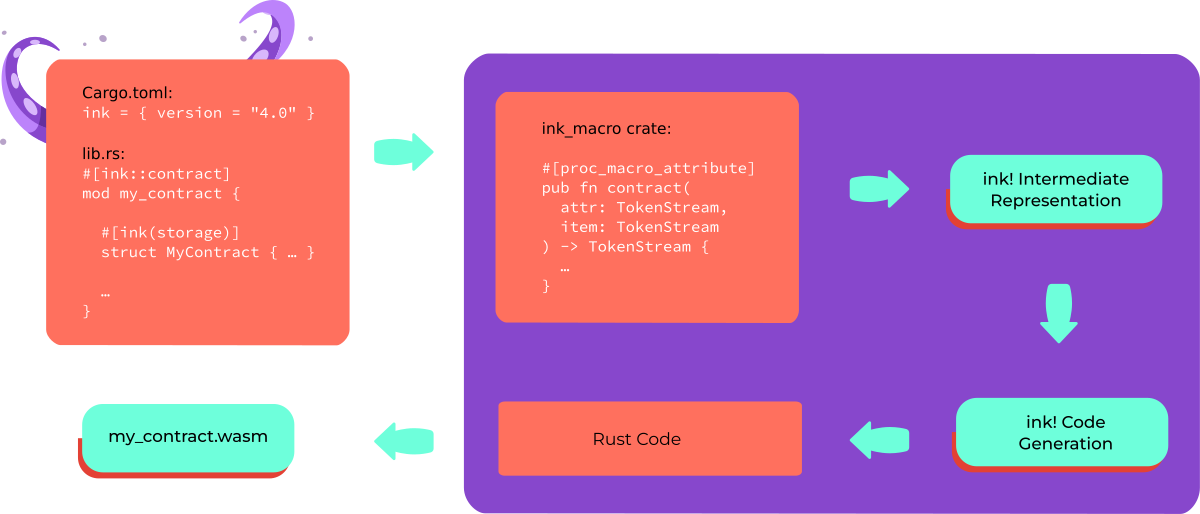 Cargo.toml:
ink = { version = "4.0" }
lib.rs:
#[ink::contract]
mod my_contract {
  #[ink(storage)]
  struct MyContract { … }
  …
}
ink_macro crate:
#[proc_macro_attribute]
pub fn contract(
  attr: TokenStream,
  item: TokenStream
) -> TokenStream {
  …
}
ink! Intermediate
Representation
ink! Code
Generation
Rust Code
my_contract.wasm